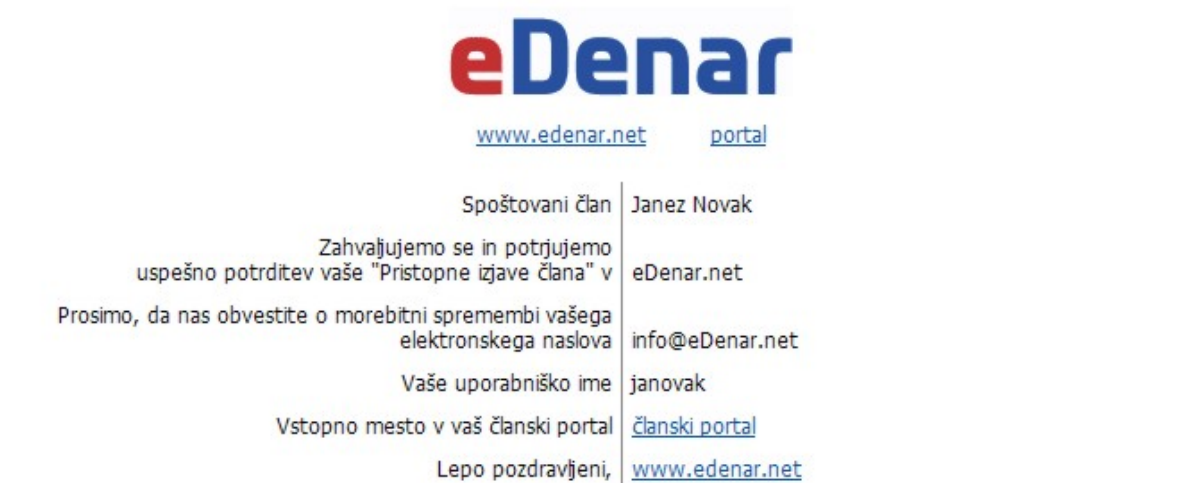 eDenar
www.edenar.net portal
Spoštovani član Janez Novak
Zahvaljujemo se in potrjujemo
uspešno potrditev vaše "Pristopne izjave člana" v eDenar.net
Prosimo, da nas obvestite o morebitni spremembi vašega
elektronskega naslova info@eDenar.net
Vaše uporabniško ime janovak
Vstopno mesto v vaš članski portal članski portal
Lepo pozdravljeni, www.edenar.net